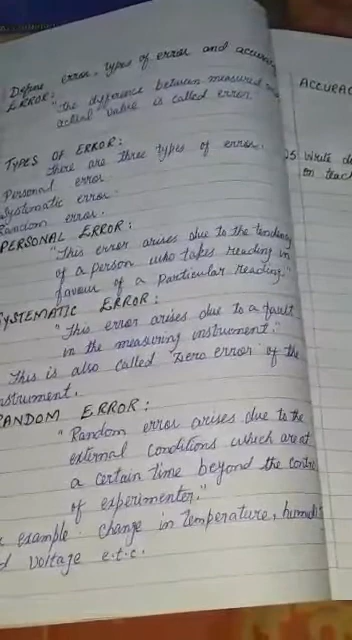 Define error, types of error and accuracy
ERROR:
"the difference between measured and
actual value is called error"
TYPES OF ERROR:
there are three types of error.
Personal error
Systematic error
Random error.
PERSONAL ERROR:
"This error arises due to the tendency
of a person who takes reading in
favour of a particular reading."
SYSTEMATIC ERROR:
"This error arises due to a fault
in the measuring instrument."
This is also called Zero error of the
instrument.
RANDOM ERROR:
"Random error arises due to the
external conditions which are at
a certain time beyond the control
of experimenter."
example. change in temperature, humidity
voltage e.t.c.
ACCURAC
Write
on